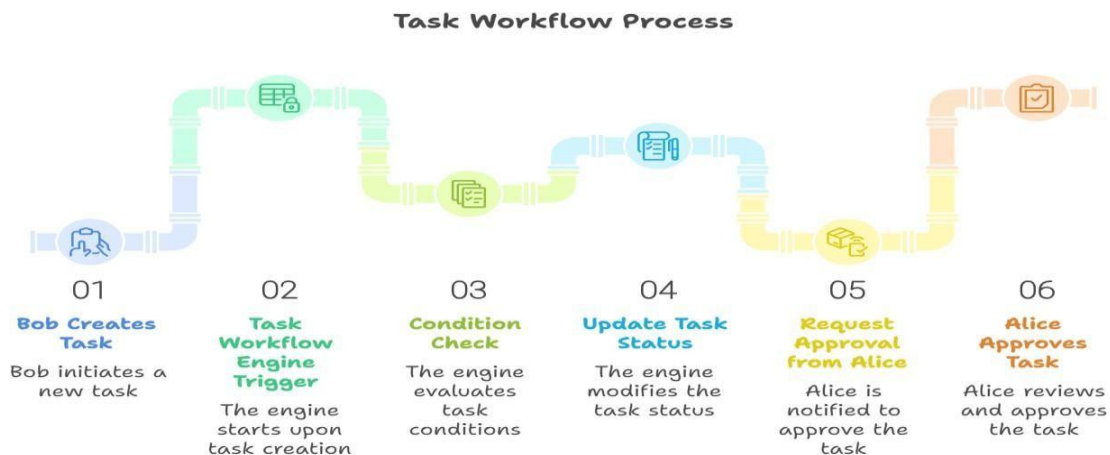 Task Workflow Process
01
Bob Creates
Task
Bob initiates a
new task
02
Task
Workflow
Engine
Trigger
The engine
starts upon
task creation
03
Condition
Check
The engine
evaluates
task
conditions
04
Update Task
Status
The engine
modifies the
task status
05
Request
Approval
from Alice
Alice is
notified to
approve the
task
06
Alice
Approves
Task
Alice reviews
and approves
the task